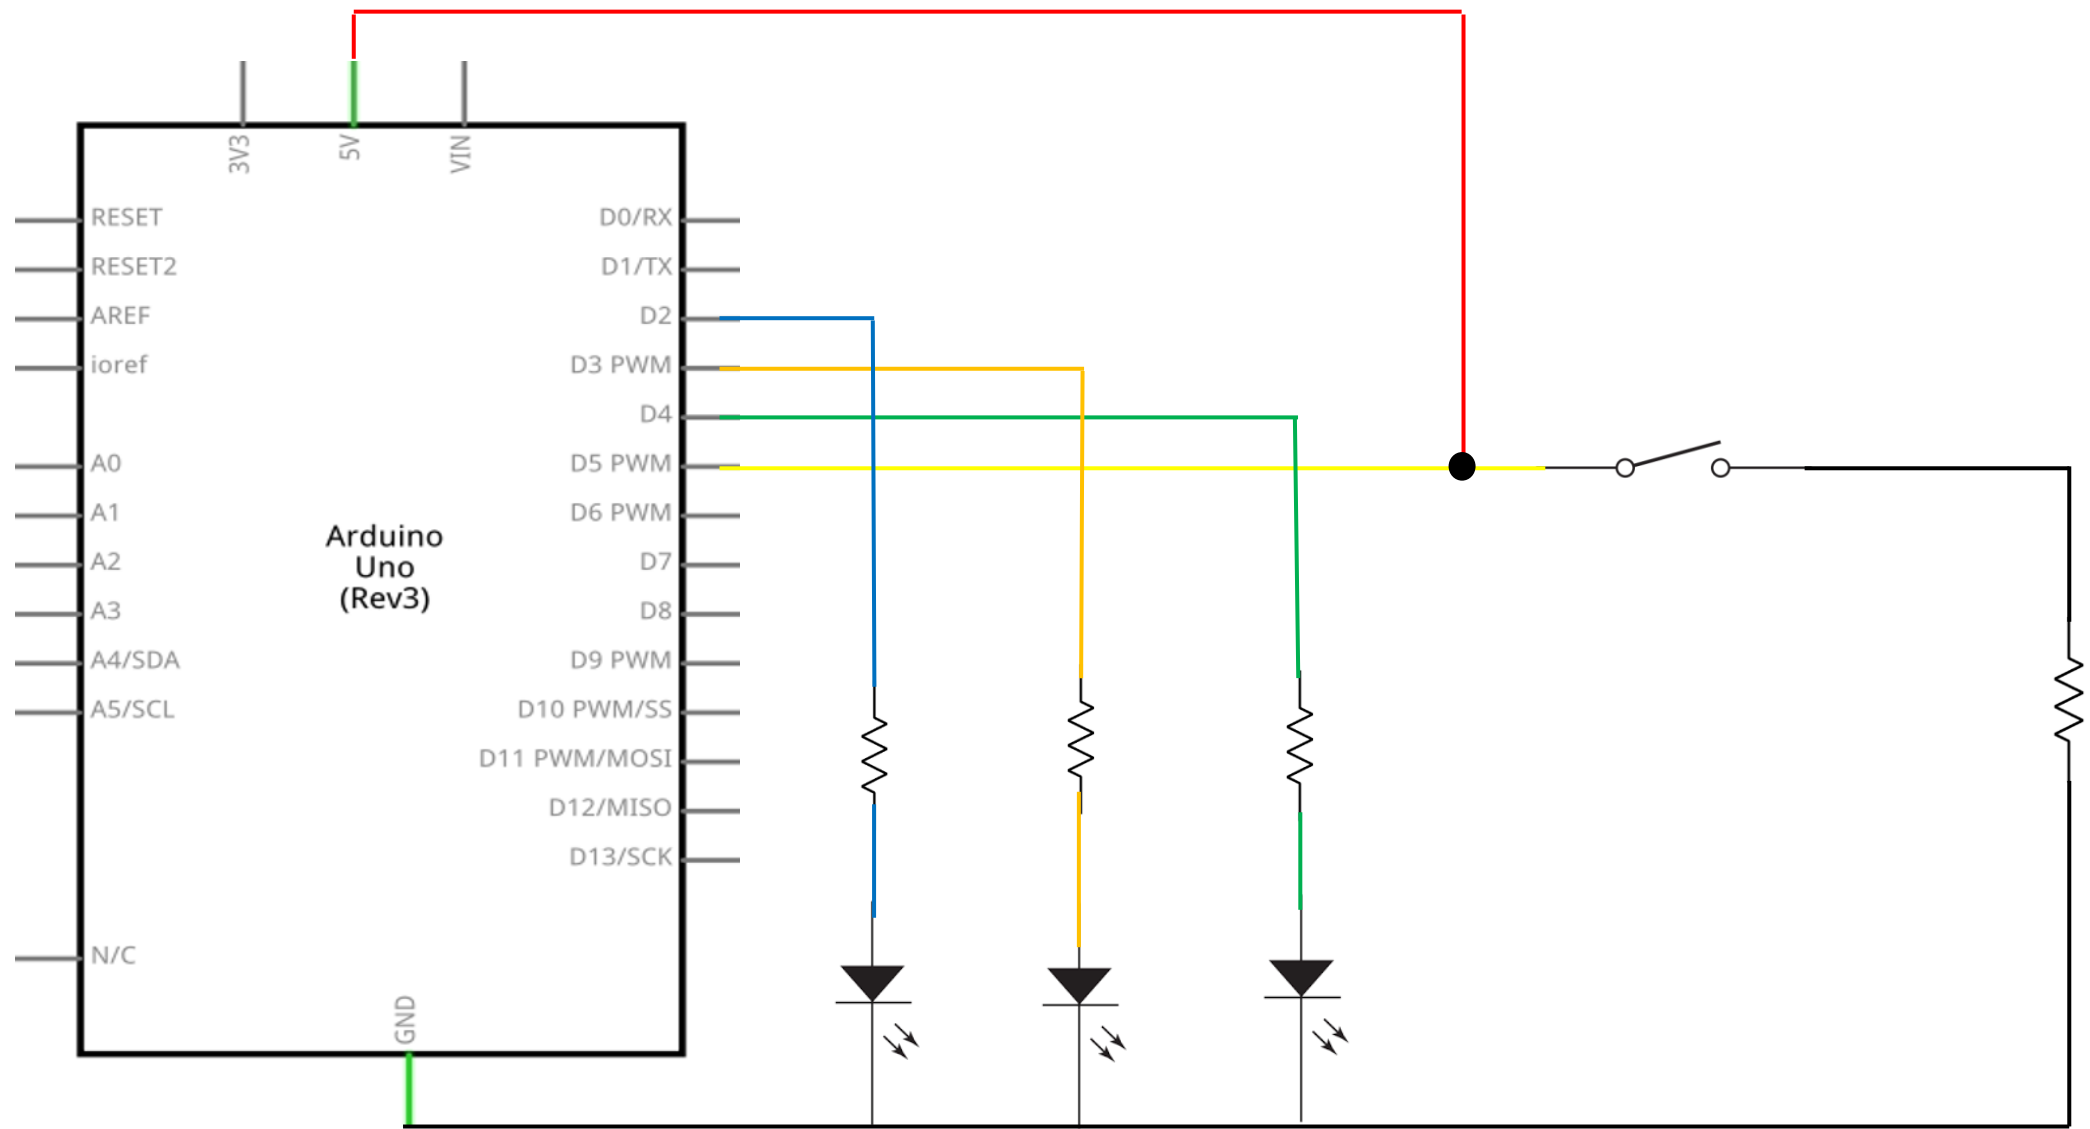 3V3
5V
VIN
RESET
D0/RX
RESET2
D1/TX
AREF
D2
ioref
D3 PWM
D4
A0
D5 PWM
A1
D6 PWM
Arduino
Uno
(Rev3)
A2
D7
A3
D8
A4/SDA
D9 PWM
A5/SCL
D10 PWM/SS
D11 PWM/MOSI
D12/MISO
D13/SCK
N/C
GND